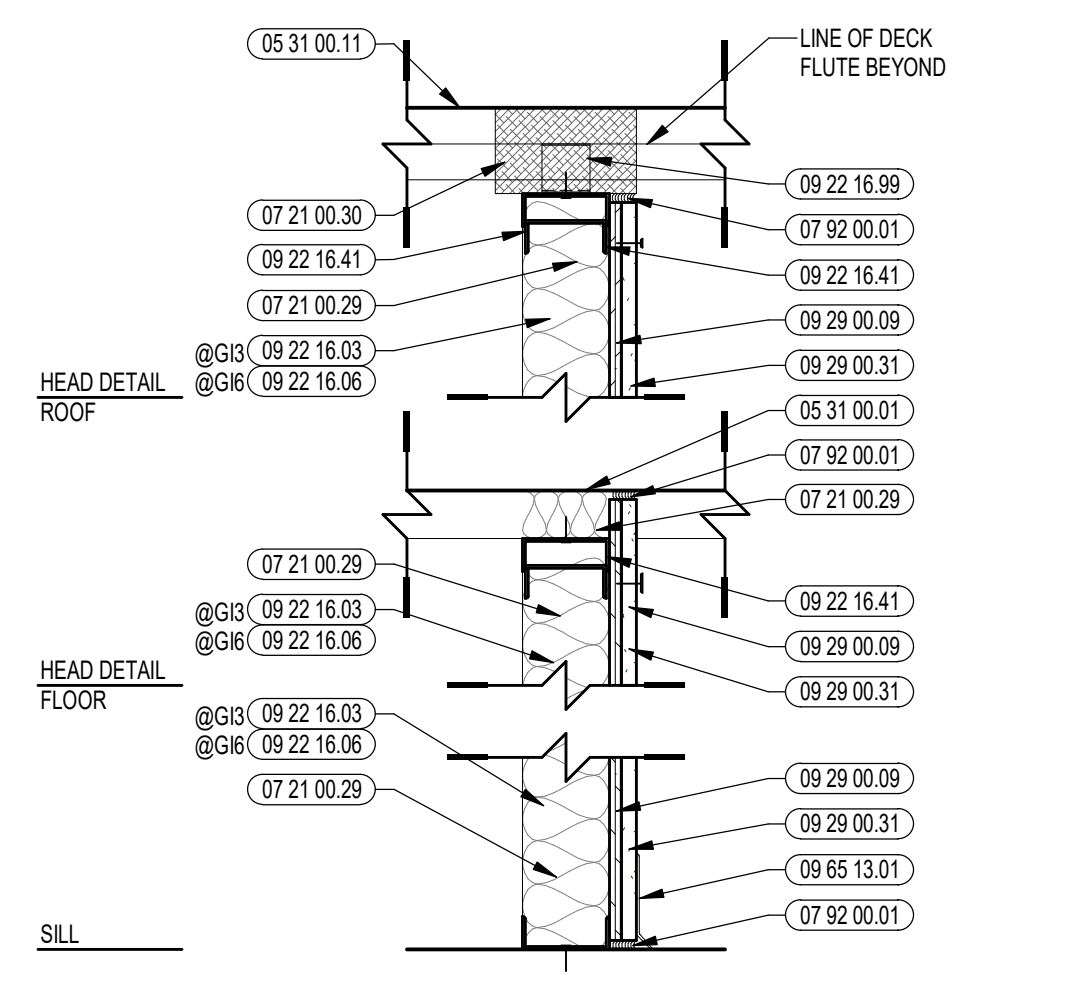 05 31 00.11
LINE OF DECK
FLUTE BEYOND
09 22 16.99
07 21 00.30
07 92 00.01
09 22 16.41
09 22 16.41
07 21 00.29
09 29 00.09
@GI3 09 22 16.03
09 29 00.31
@GI6 09 22 16.06
HEAD DETAIL
ROOF
05 31 00.01
07 92 00.01
07 21 00.29
07 21 00.29
09 22 16.41
@GI3 09 22 16.03
@GI6 09 22 16.06
09 29 00.09
HEAD DETAIL
FLOOR
09 29 00.31
@GI3 09 22 16.03
@GI6 09 22 16.06
09 29 00.09
07 21 00.29
09 29 00.31
09 65 13.01
07 92 00.01
SILL